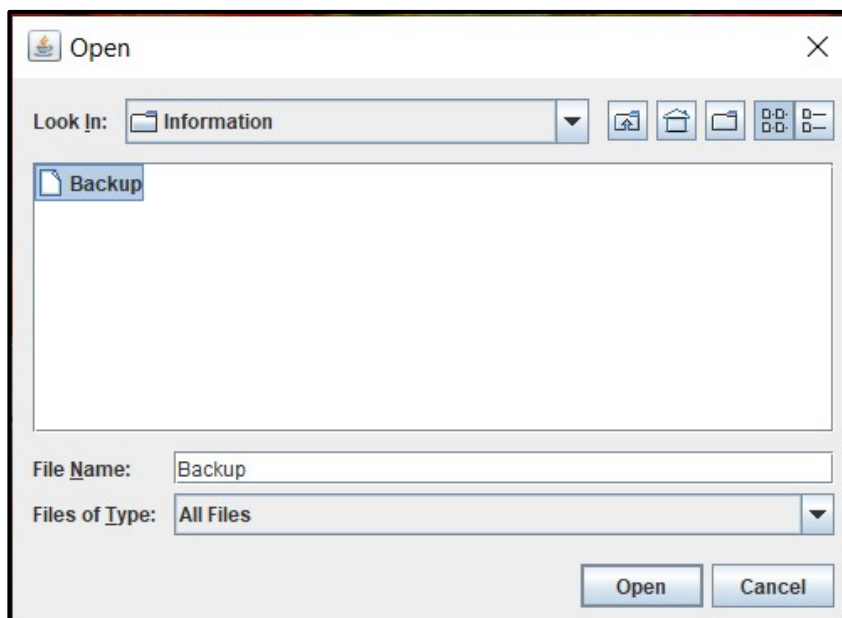 Open
Look In: Information
Backup
File Name: Backup
Files of Type: All Files
Open Cancel